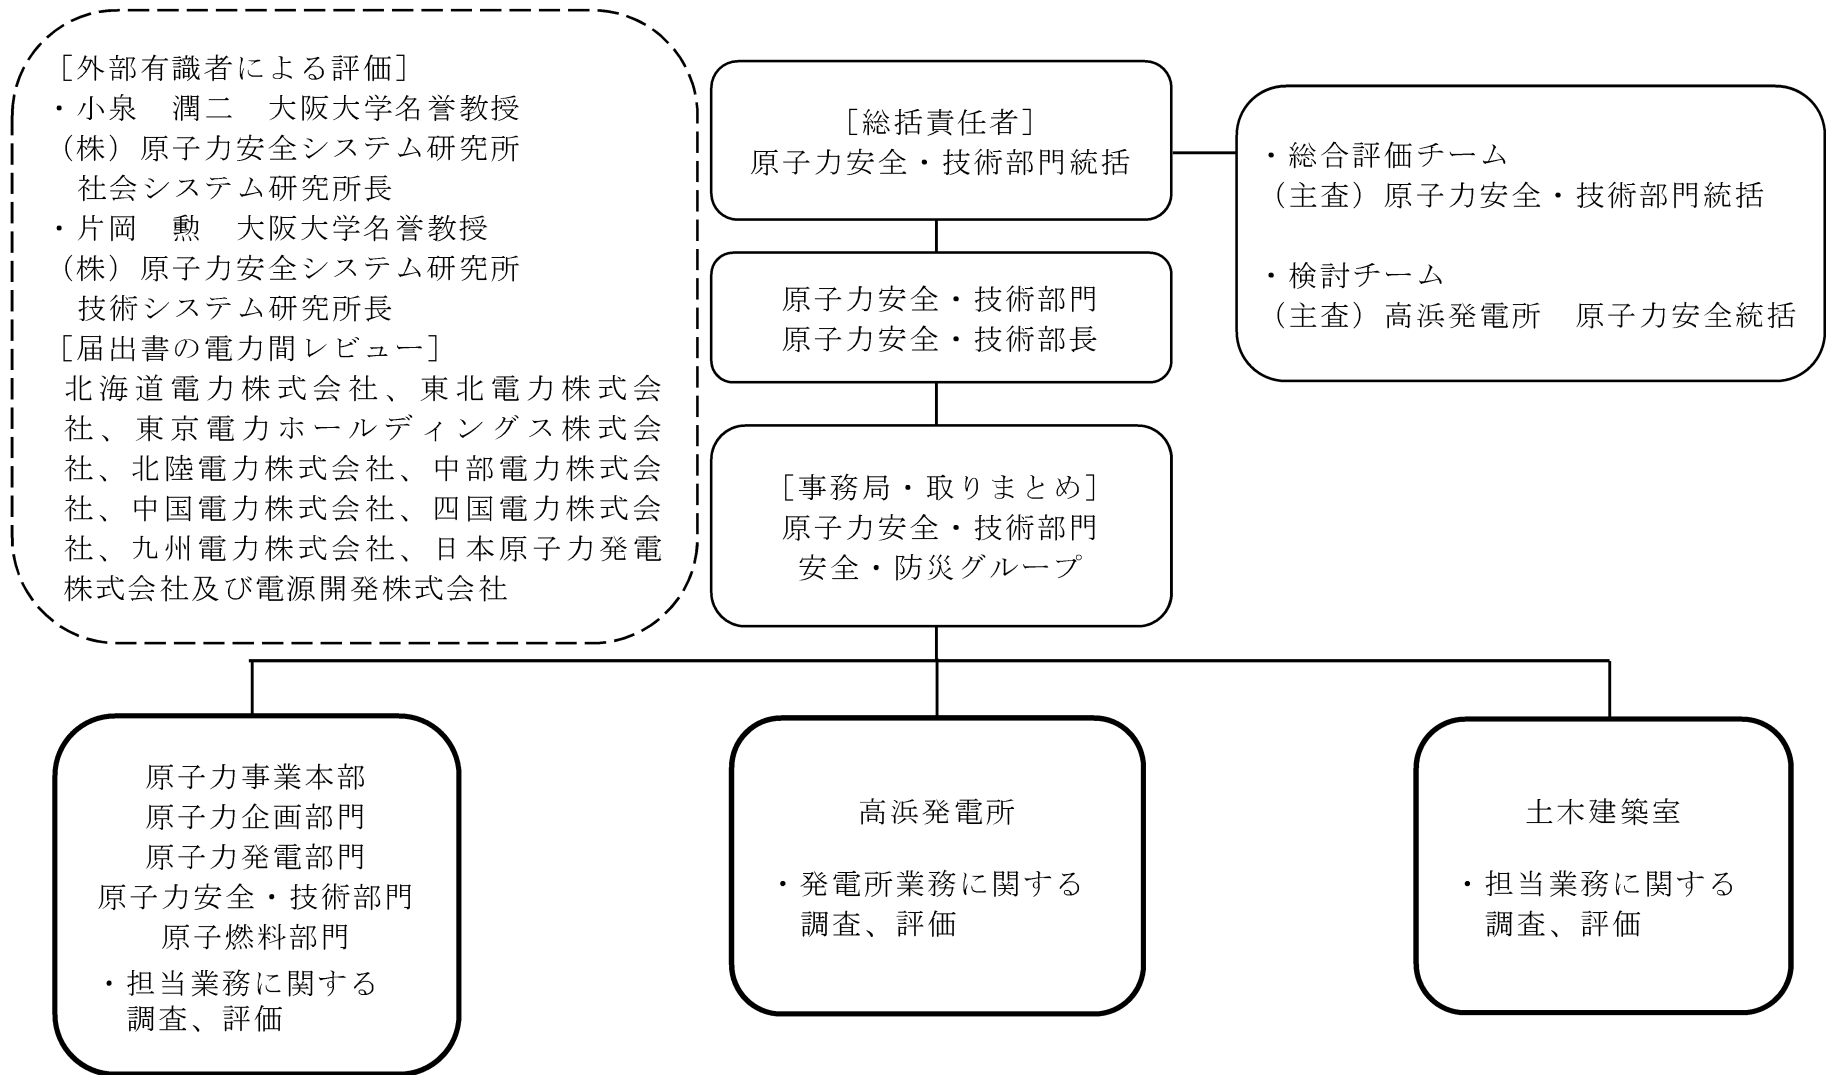 ［外部有識者による評価］
・小泉　潤二　大阪大学名誉教授
（株）原子力安全システム研究所
社会システム研究所長
・片岡　勲　大阪大学名誉教授
（株）原子力安全システム研究所
技術システム研究所長
［届出書の電力間レビュー］
北海道電力株式会社、東北電力株式会
社、東京電力ホールディングス株式会
社、北陸電力株式会社、中部電力株式会
社、中国電力株式会社、四国電力株式会
社、九州電力株式会社、日本原子力発電
株式会社及び電源開発株式会社
［総括責任者］
原子力安全・技術部門統括
・総合評価チーム
（主査）原子力安全・技術部門統括
・検討チーム
（主査）高浜発電所　原子力安全統括
原子力安全・技術部門
原子力安全・技術部長
［事務局・取りまとめ］
原子力安全・技術部門
安全・防災グループ
原子力事業本部
原子力企画部門
原子力発電部門
原子力安全・技術部門
原子燃料部門
・担当業務に関する
調査、評価
高浜発電所
・発電所業務に関する
調査、評価
土木建築室
・担当業務に関する
調査、評価